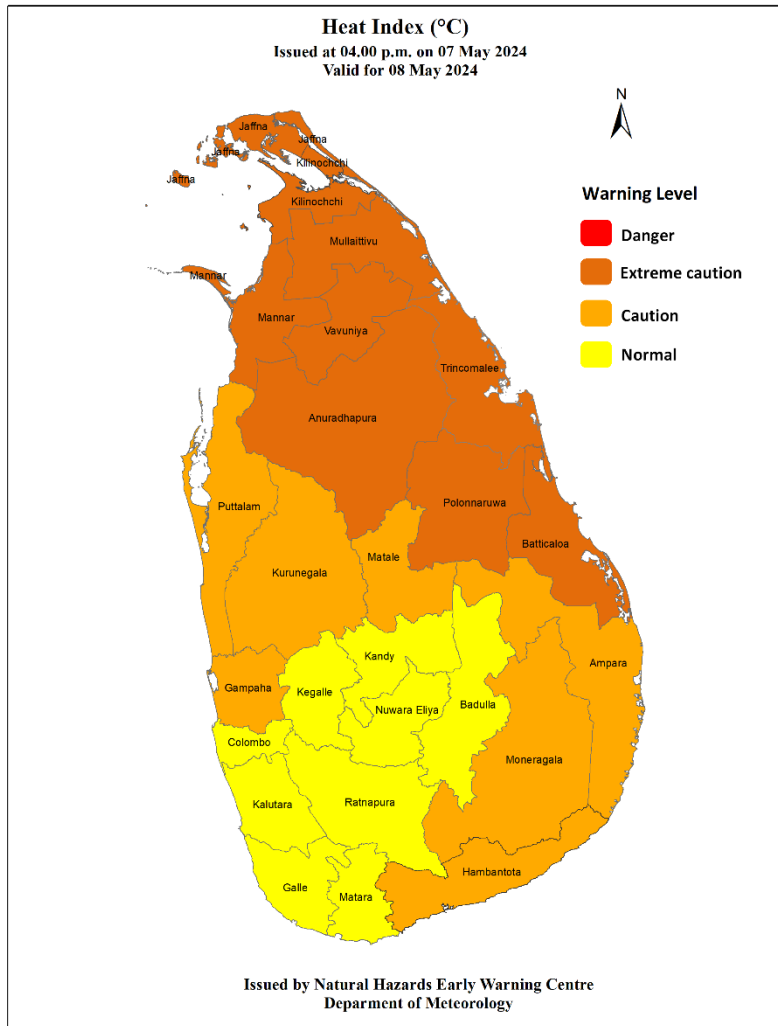 Heat Index (°C)
Issued at 04.00 p.m. on 07 May 2024
Valid for 08 May 2024
N
Jaffna
Jaffna
Jaffna
Kilinochchi
Jaffna
Kilinochchi
Warning Level
Mullaittivu
Danger
Mannar
Extreme caution
Mannar
Caution
Vavuniya
Normal
Trincomalee
Anuradhapura
Puttalam
Polonnaruwa
Batticaloa
Matale
Kurunegala
Kandy
Ampara
Gampaha
Kegalle
Nuwara Eliya
Badulla
Colombo
Moneragala
Kalutara
Ratnapura
Hambantota
Galle
Matara
Issued by Natural Hazards Early Warning Centre
Deparment of Meteorology